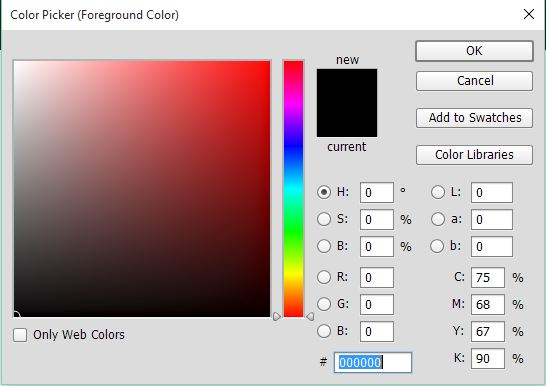 Color Picker (Foreground Color)
new
current
OK
Cancel
Add to Swatches
Color Libraries
H: 0 °
S: 0 %
B: 0 %
R: 0
G: 0
B: 0
# 000000
L: 0
a: 0
b: 0
C: 75 %
M: 68 %
Y: 67 %
K: 90 %
Only Web Colors